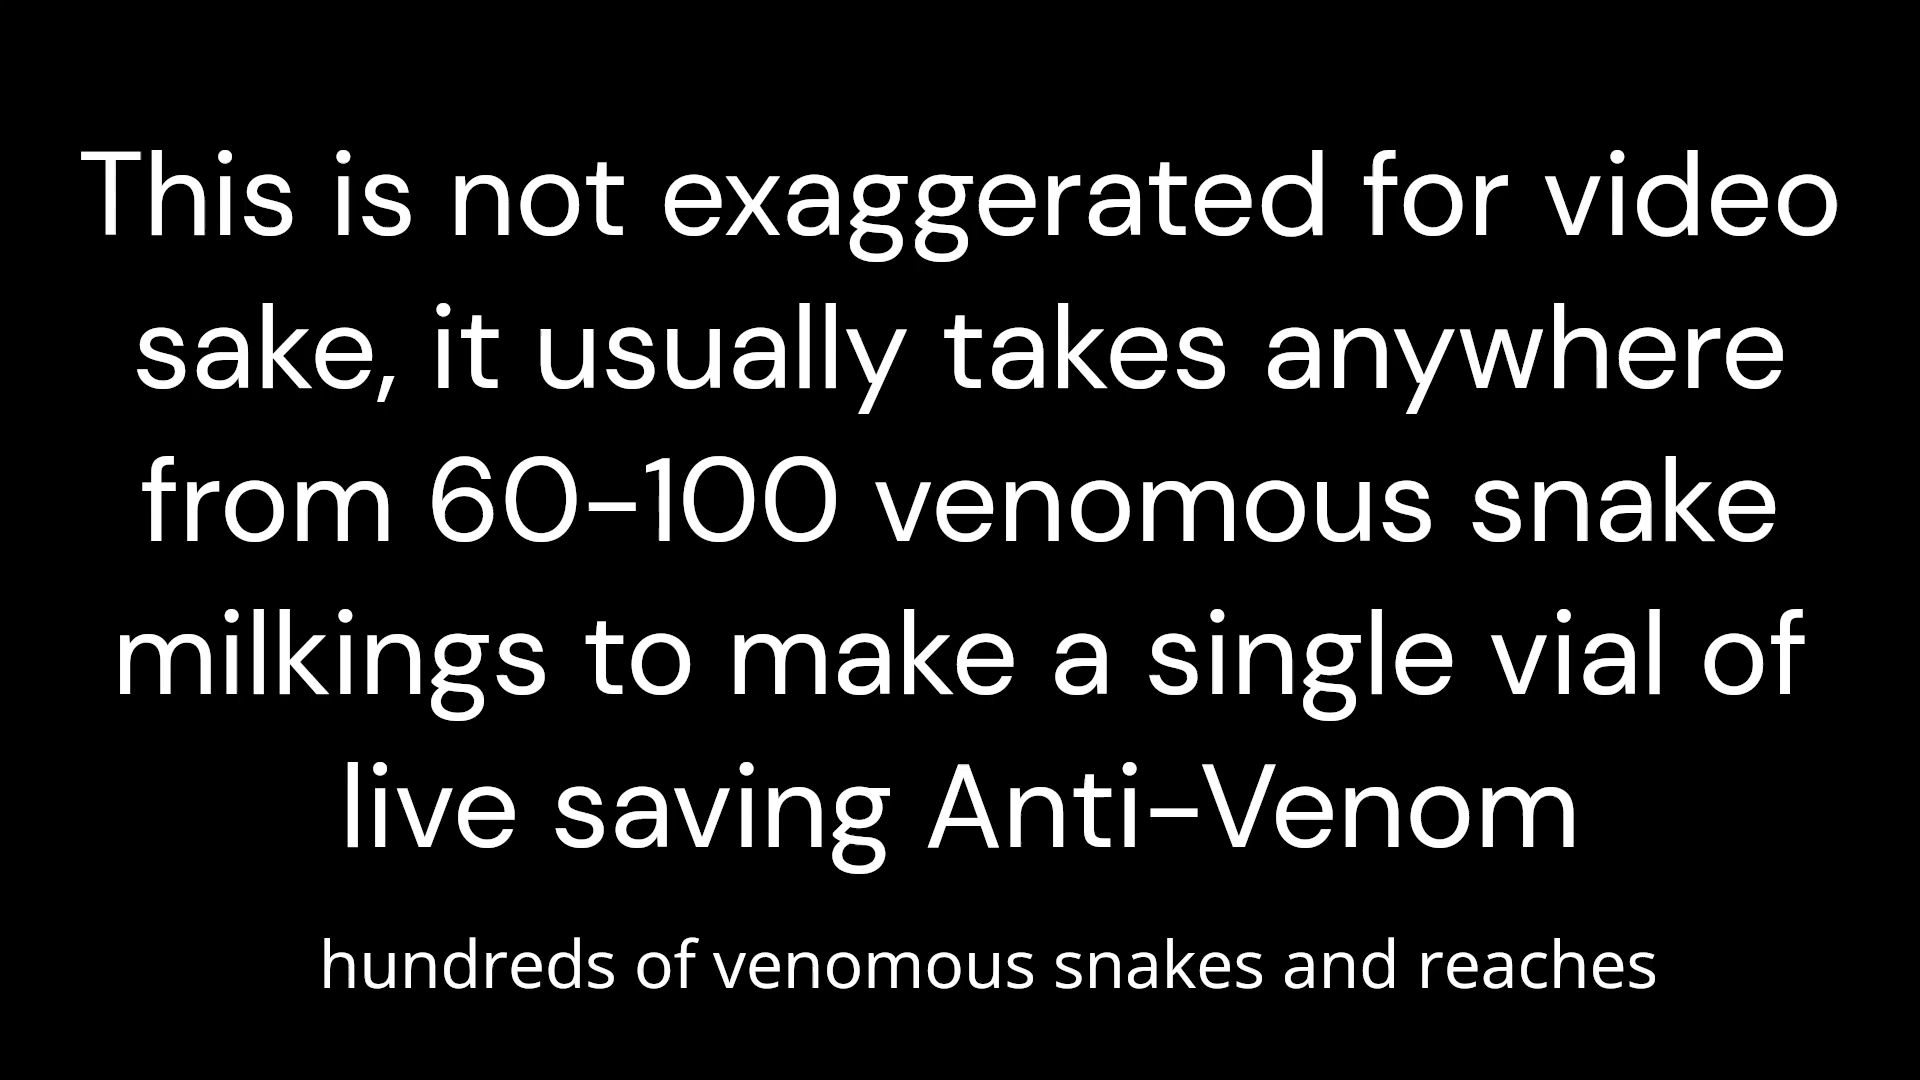 This is not exaggerated for video
sake, it usually takes anywhere
from 60-100 venomous snake
milkings to make a single vial of
live saving Anti-Venom
hundreds of venomous snakes and reaches